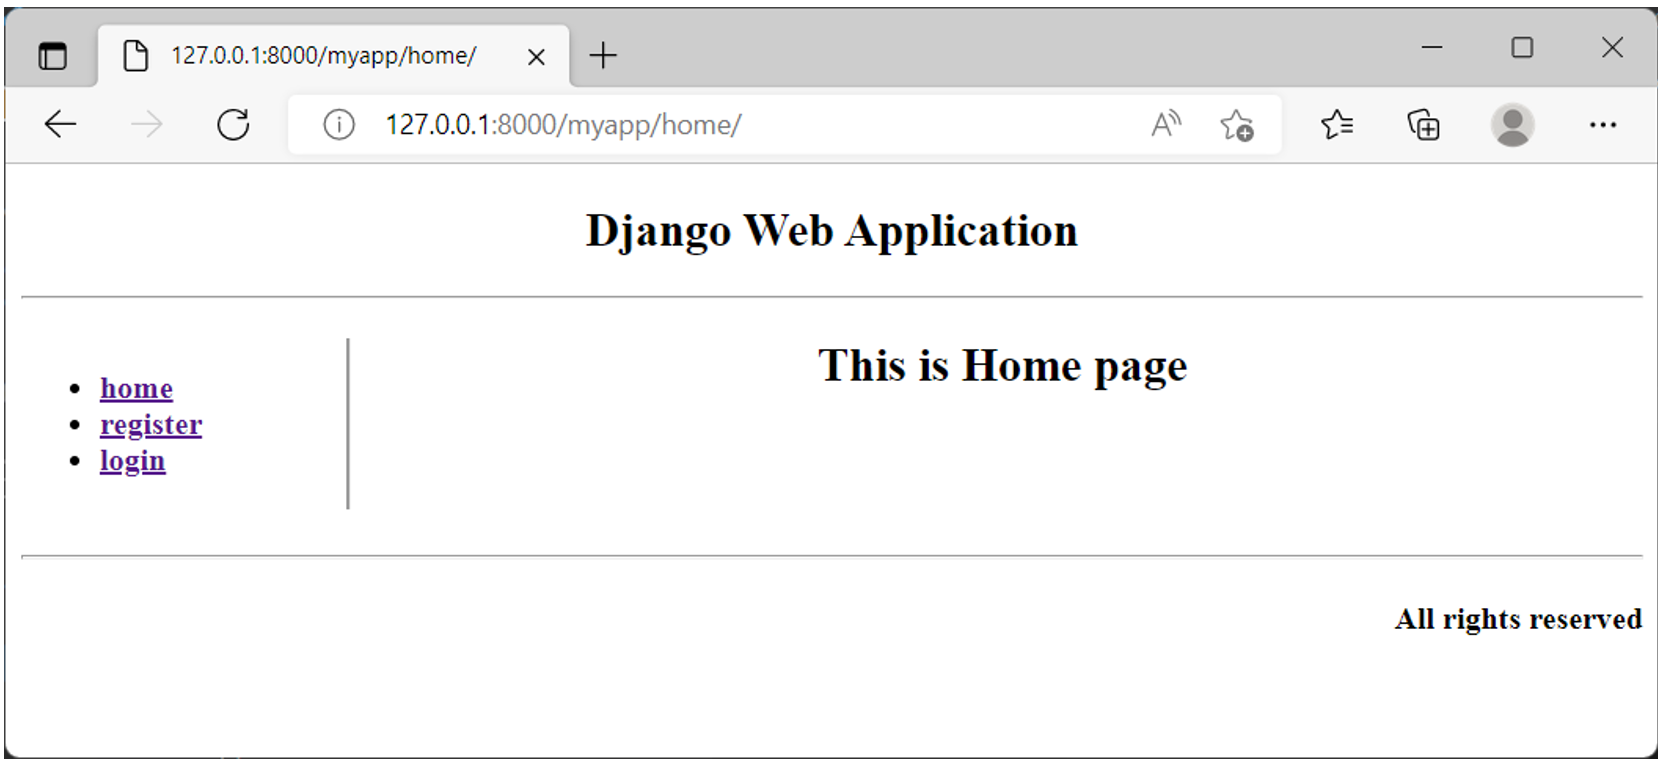 127.0.0.1:8000/myapp/home/
127.0.0.1:8000/myapp/home/
Django Web Application
This is Home page
home
register
login
All rights reserved